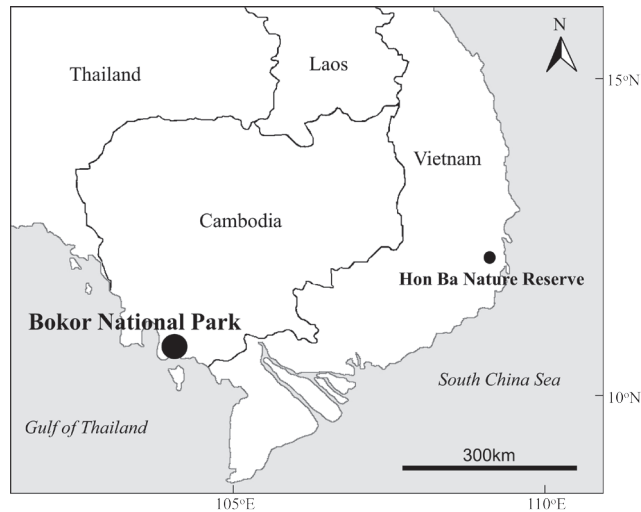 N
Thailand
Laos
15°N
Vietnam
Cambodia
Hon Ba Nature Reserve
Bokor National Park
South China Sea
10°N
Gulf of Thailand
300km
105°E
110°E